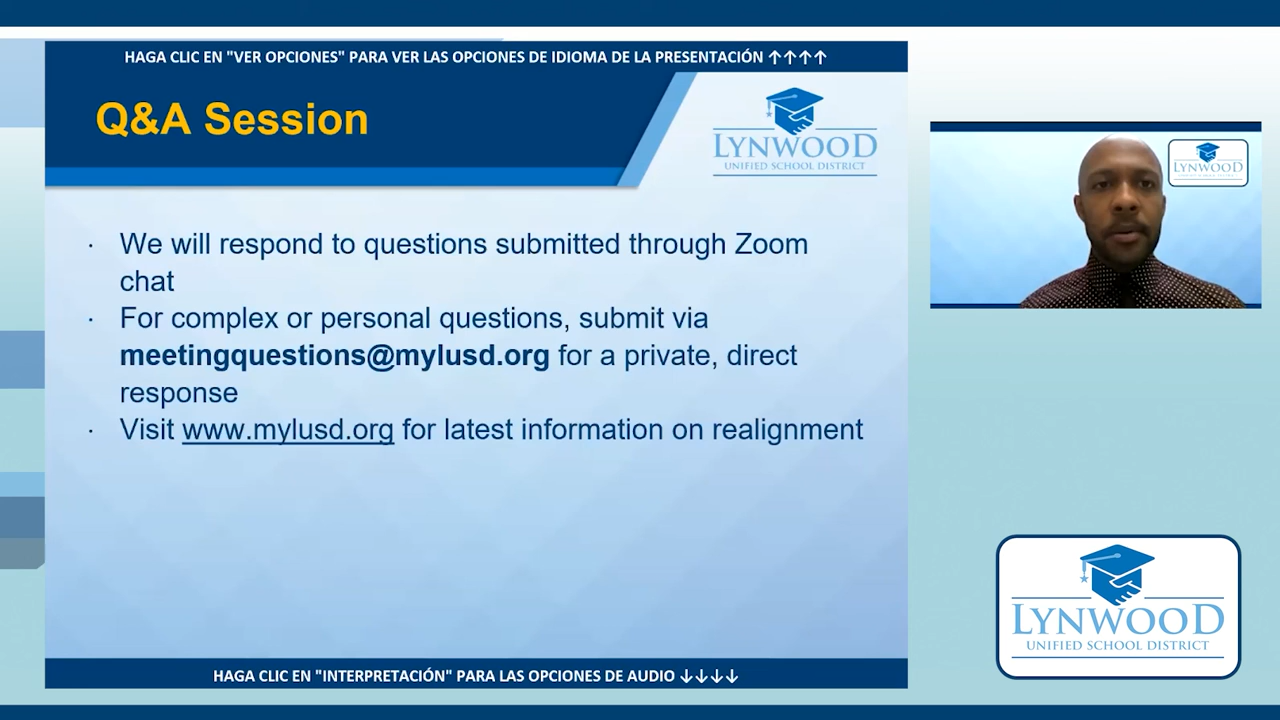 HAGA CLIC EN "VER OPCIONES" PARA VER LAS OPCIONES DE IDIOMA DE LA PRESENTACIÓN ↑↑↑↑
Q&A Session
LYNWOOD
UNIFIED SCHOOL DISTRICT
LYNWOOD
· We will respond to questions submitted through Zoom
chat
· For complex or personal questions, submit via
meetingquestions@mylusd.org for a private, direct
response
· Visit www.mylusd.org for latest information on realignment
LYNWOOD
UNIFIED SCHOOL DISTRICT
HAGA CLIC EN "INTERPRETACIÓN" PARA LAS OPCIONES DE AUDIO ↓↓↓↓